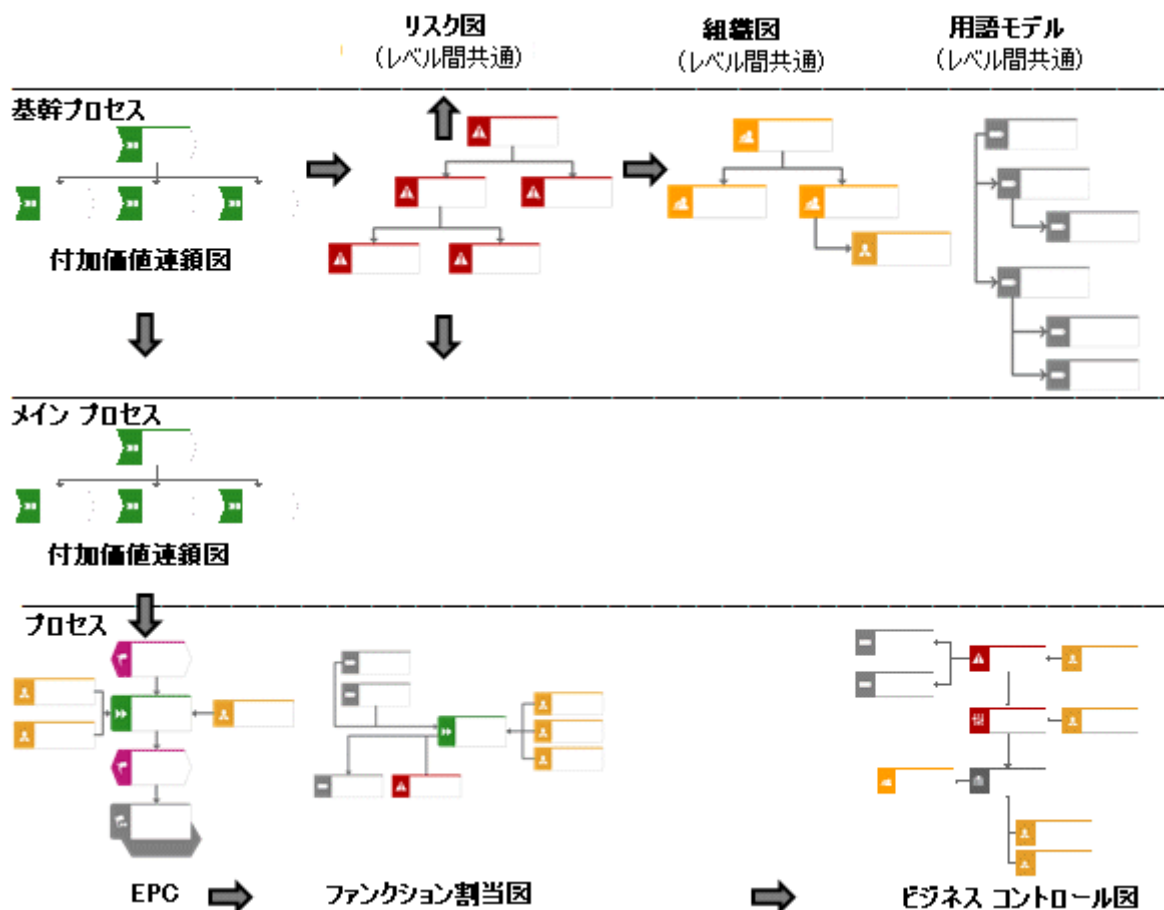 リスク図
(レベル間共通)
組織図
(レベル間共通)
用語モデル
(レベル間共通)
基幹プロセス
付加価値連鎖図
メイン プロセス
付加価値連鎖図
プロセス
EPC
ファンクション割当図
ビジネス コントロール図